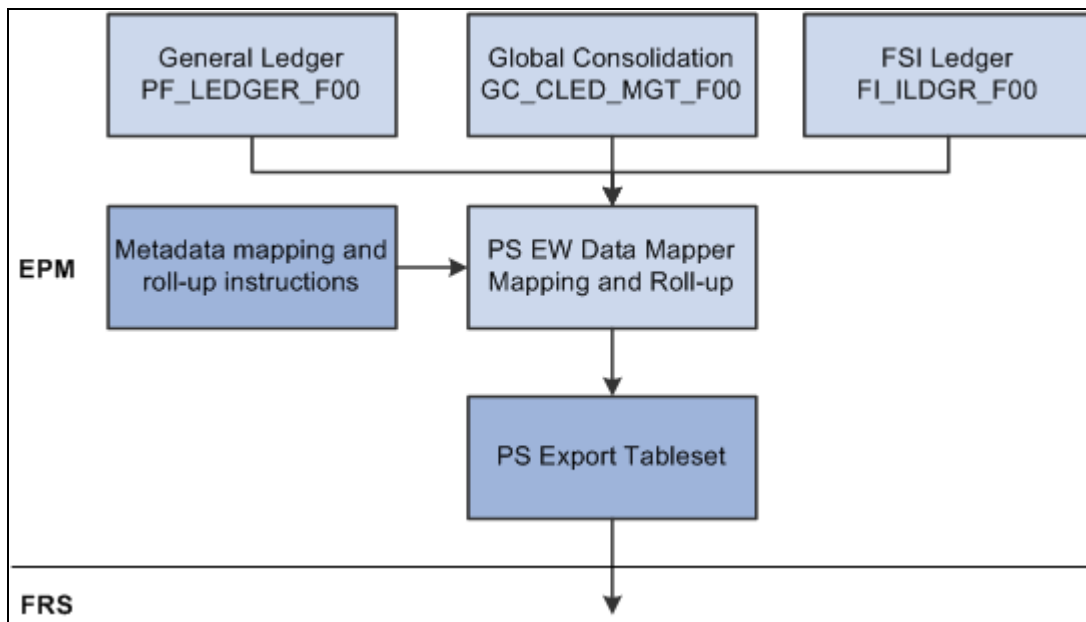 General Ledger
PF_LEDGER_F00
Global Consolidation
GC_CLED_MGT_F00
FSI Ledger
FI_ILDGR_F00
EPM
Metadata mapping and
roll-up instructions
PS EW Data Mapper
Mapping and Roll-up
PS Export Tableset
FRS